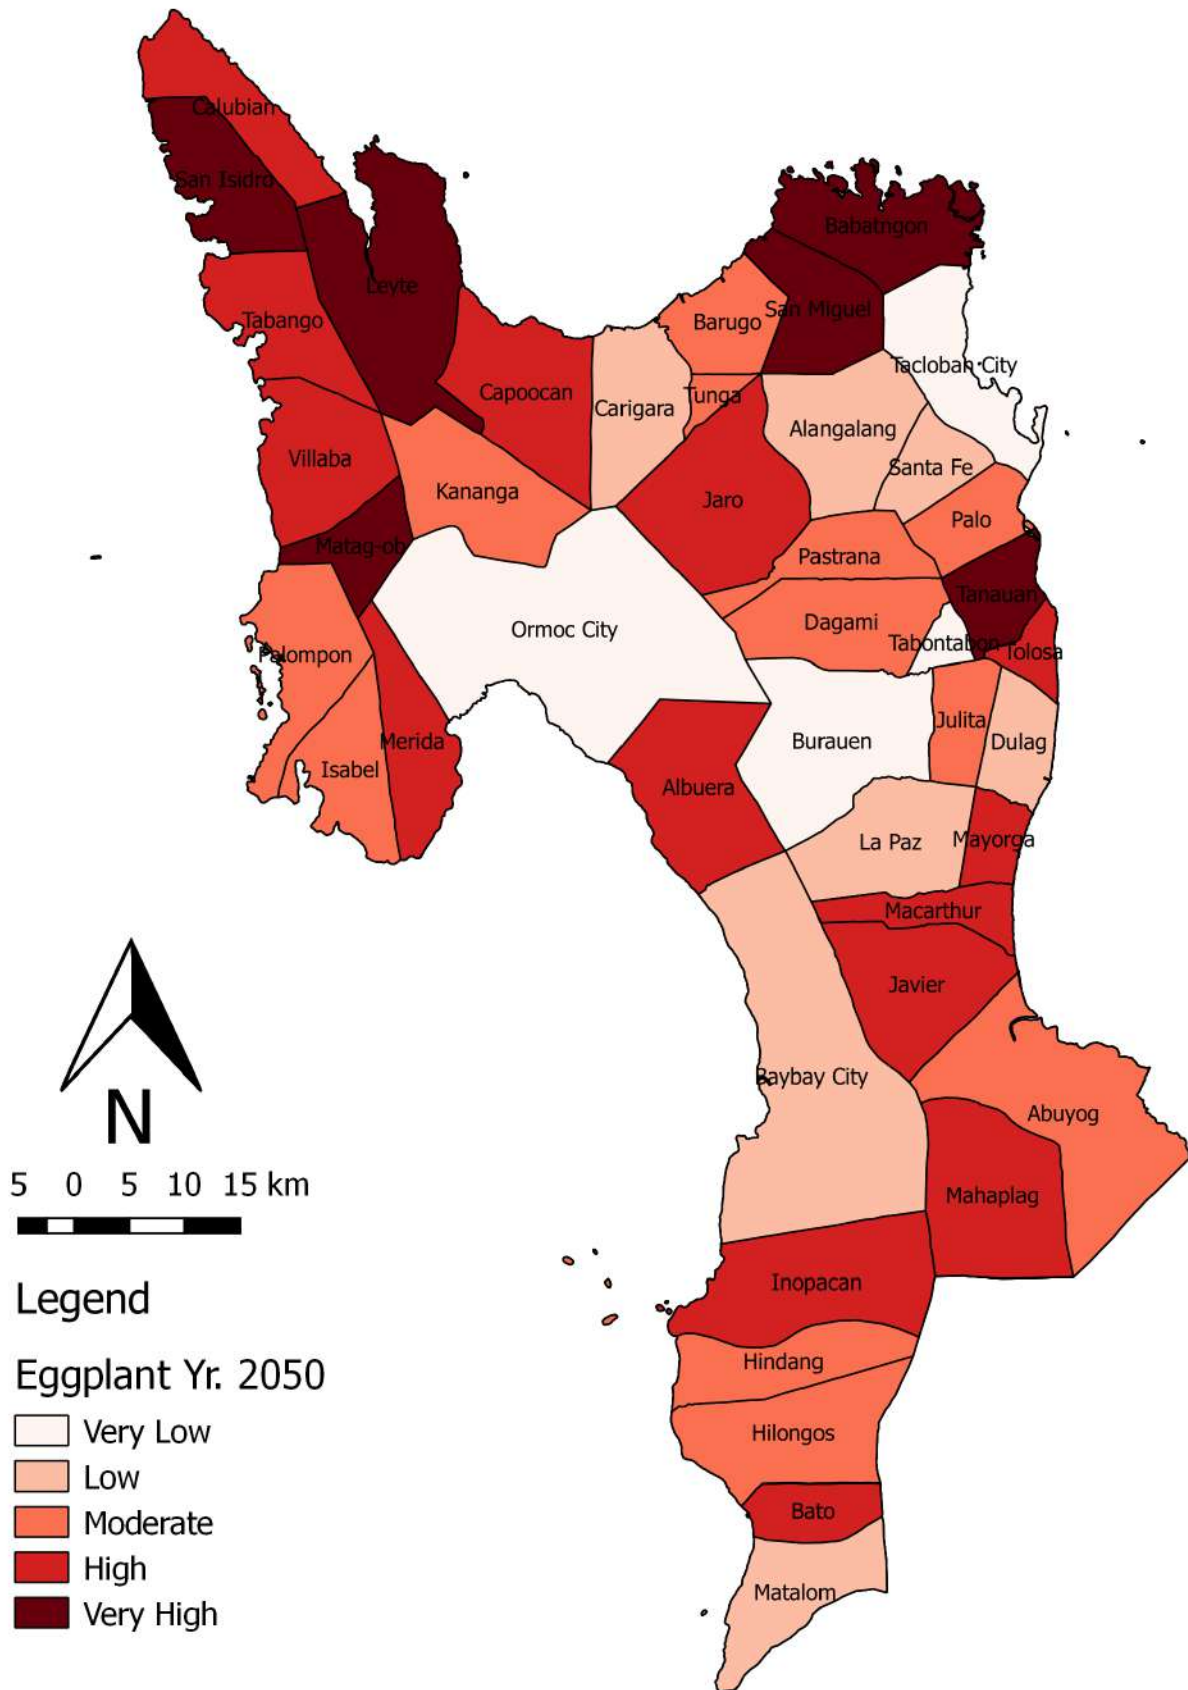 Calubian
San Isidro
Babatngon
Leyte
San Miguel
Tabango
Barugo
Tacloban City
Capoocan
Tunga
Carigara
Alangalang
Villaba
Santa Fe
Kananga
Jaro
Palo
Matag-ob
Pastrana
Tanauan
Dagami
Ormoc City
Tabontabon
Tolosa
Palompon
Julita
Merida
Burauen
Dulag
Isabel
Albuera
La Paz
Mayorga
Macarthur
Javier
Baybay City
Abuyog
N
Mahaplag
5 0 5 10 15 km
Inopacan
Legend
Hindang
Eggplant Yr. 2050
Very Low
Hilongos
Low
Bato
Moderate
High
Matalom
Very High